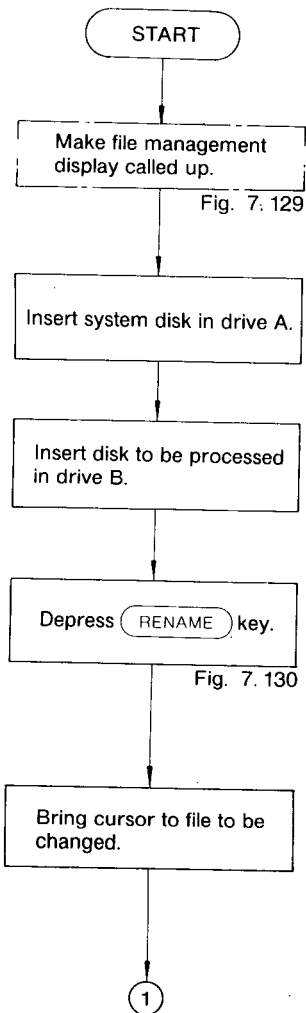 START
Make file management
display called up.
Fig. 7.129
Insert system disk in drive A.
Insert disk to be processed
in drive B.
Depress RENAME key.
Fig. 7.130
Bring cursor to file to be
changed.
1